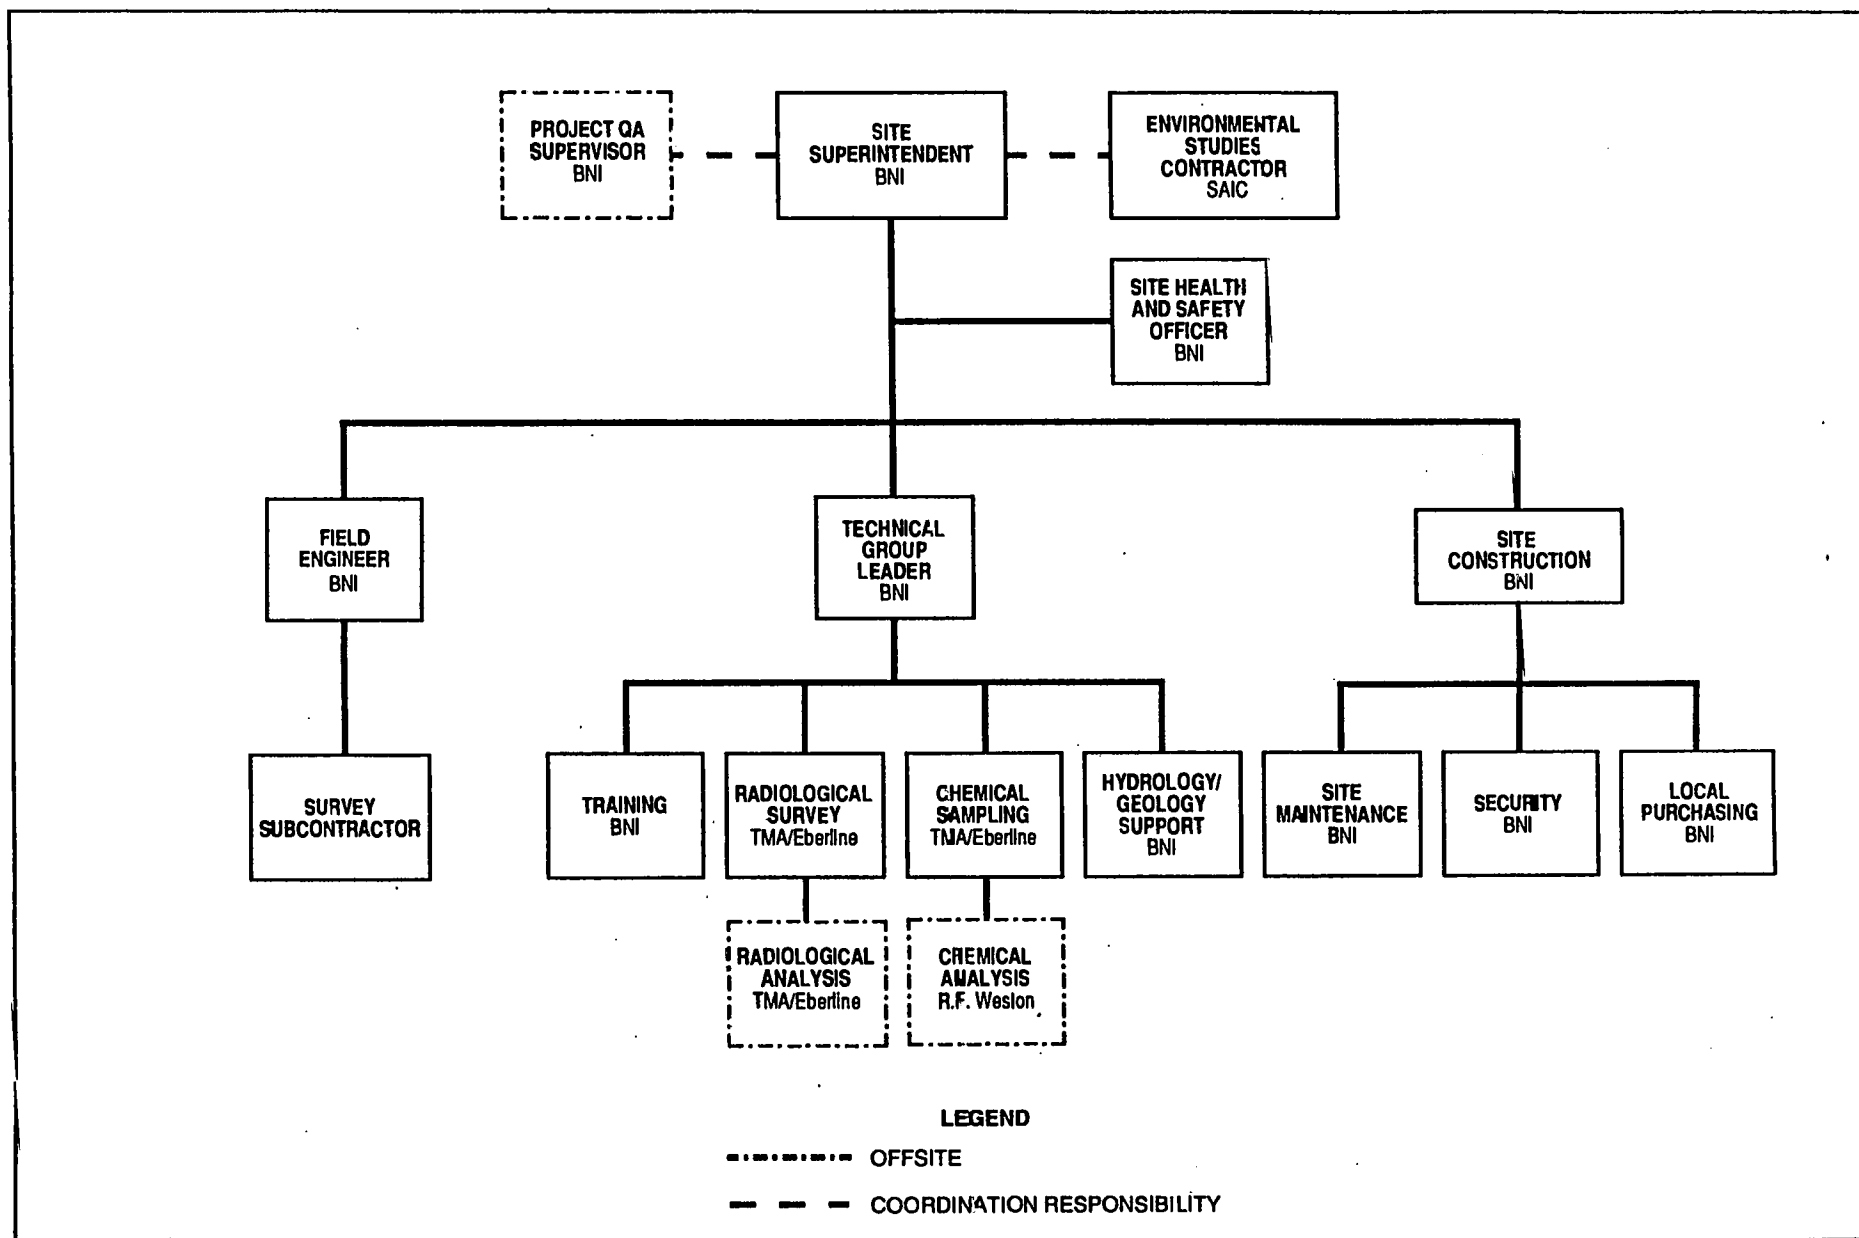 PROJECT QA
SUPERVISOR
BNI
SITE
SUPERINTENDENT
BNI
ENVIRONMENTAL
STUDIES
CONTRACTOR
SAIC
SITE HEALTH
AND SAFETY
OFFICER
BNI
FIELD
ENGINEER
BNI
TECHNICAL
GROUP
LEADER
BNI
SITE
CONSTRUCTION
BNI
SURVEY
SUBCONTRACTOR
TRAINING
BNI
RADIOLOGICAL
SURVEY
TMA/Eberline
CHEMICAL
SAMPLING
TMA/Eberline
HYDROLOGY/
GEOLOGY
SUPPORT
BNI
SITE
MAINTENANCE
BNI
SECURITY
BNI
LOCAL
PURCHASING
BNI
RADIOLOGICAL
ANALYSIS
TMA/Eberline
CHEMICAL
ANALYSIS
R.F. Weston
LEGEND
OFFSITE
COORDINATION RESPONSIBILITY